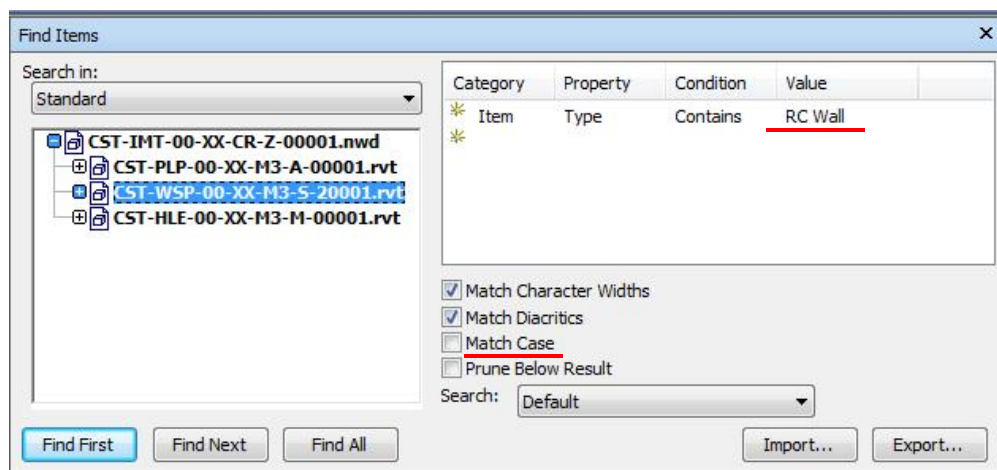 Find Items
Search in:
Standard
CST-IMT-00-XX-CR-Z-00001.nwd
CST-PLP-00-XX-M3-A-00001.rvt
CST-WSP-00-XX-M3-S-20001.rvt
CST-HLE-00-XX-M3-M-00001.rvt
Category Property Condition Value
Item Type Contains RC Wall
Match Character Widths
Match Diacritics
Match Case
Prune Below Result
Search: Default
Find First Find Next Find All Import... Export...